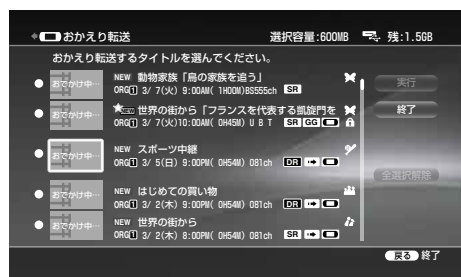 おかえり転送 選択容量:600MB 残:1.5GB
おかえり転送するタイトルを選んでください。
おでかけ中… NEW 動物家族「鳥の家族を追う」
ORG1 3/ 7(火) 9:00AM( 1H00M)BS555ch SR
実行
おでかけ中… 世界の街から「フランスを代表する凱旋門を
ORG1 3/ 7(火)10:00AM( 0H45M) U B T SR GG
終了
おでかけ中… NEW スポーツ中継
ORG1 3/ 5(日) 9:00PM( 0H54M) 081ch DR
全選択解除
おでかけ中… NEW はじめての買い物
ORG1 3/ 2(木) 9:00PM( 0H54M) 081ch DR
おでかけ中… NEW 世界の街から
ORG1 3/ 2(木) 8:00PM( 0H54M) 081ch SR
戻る 終了